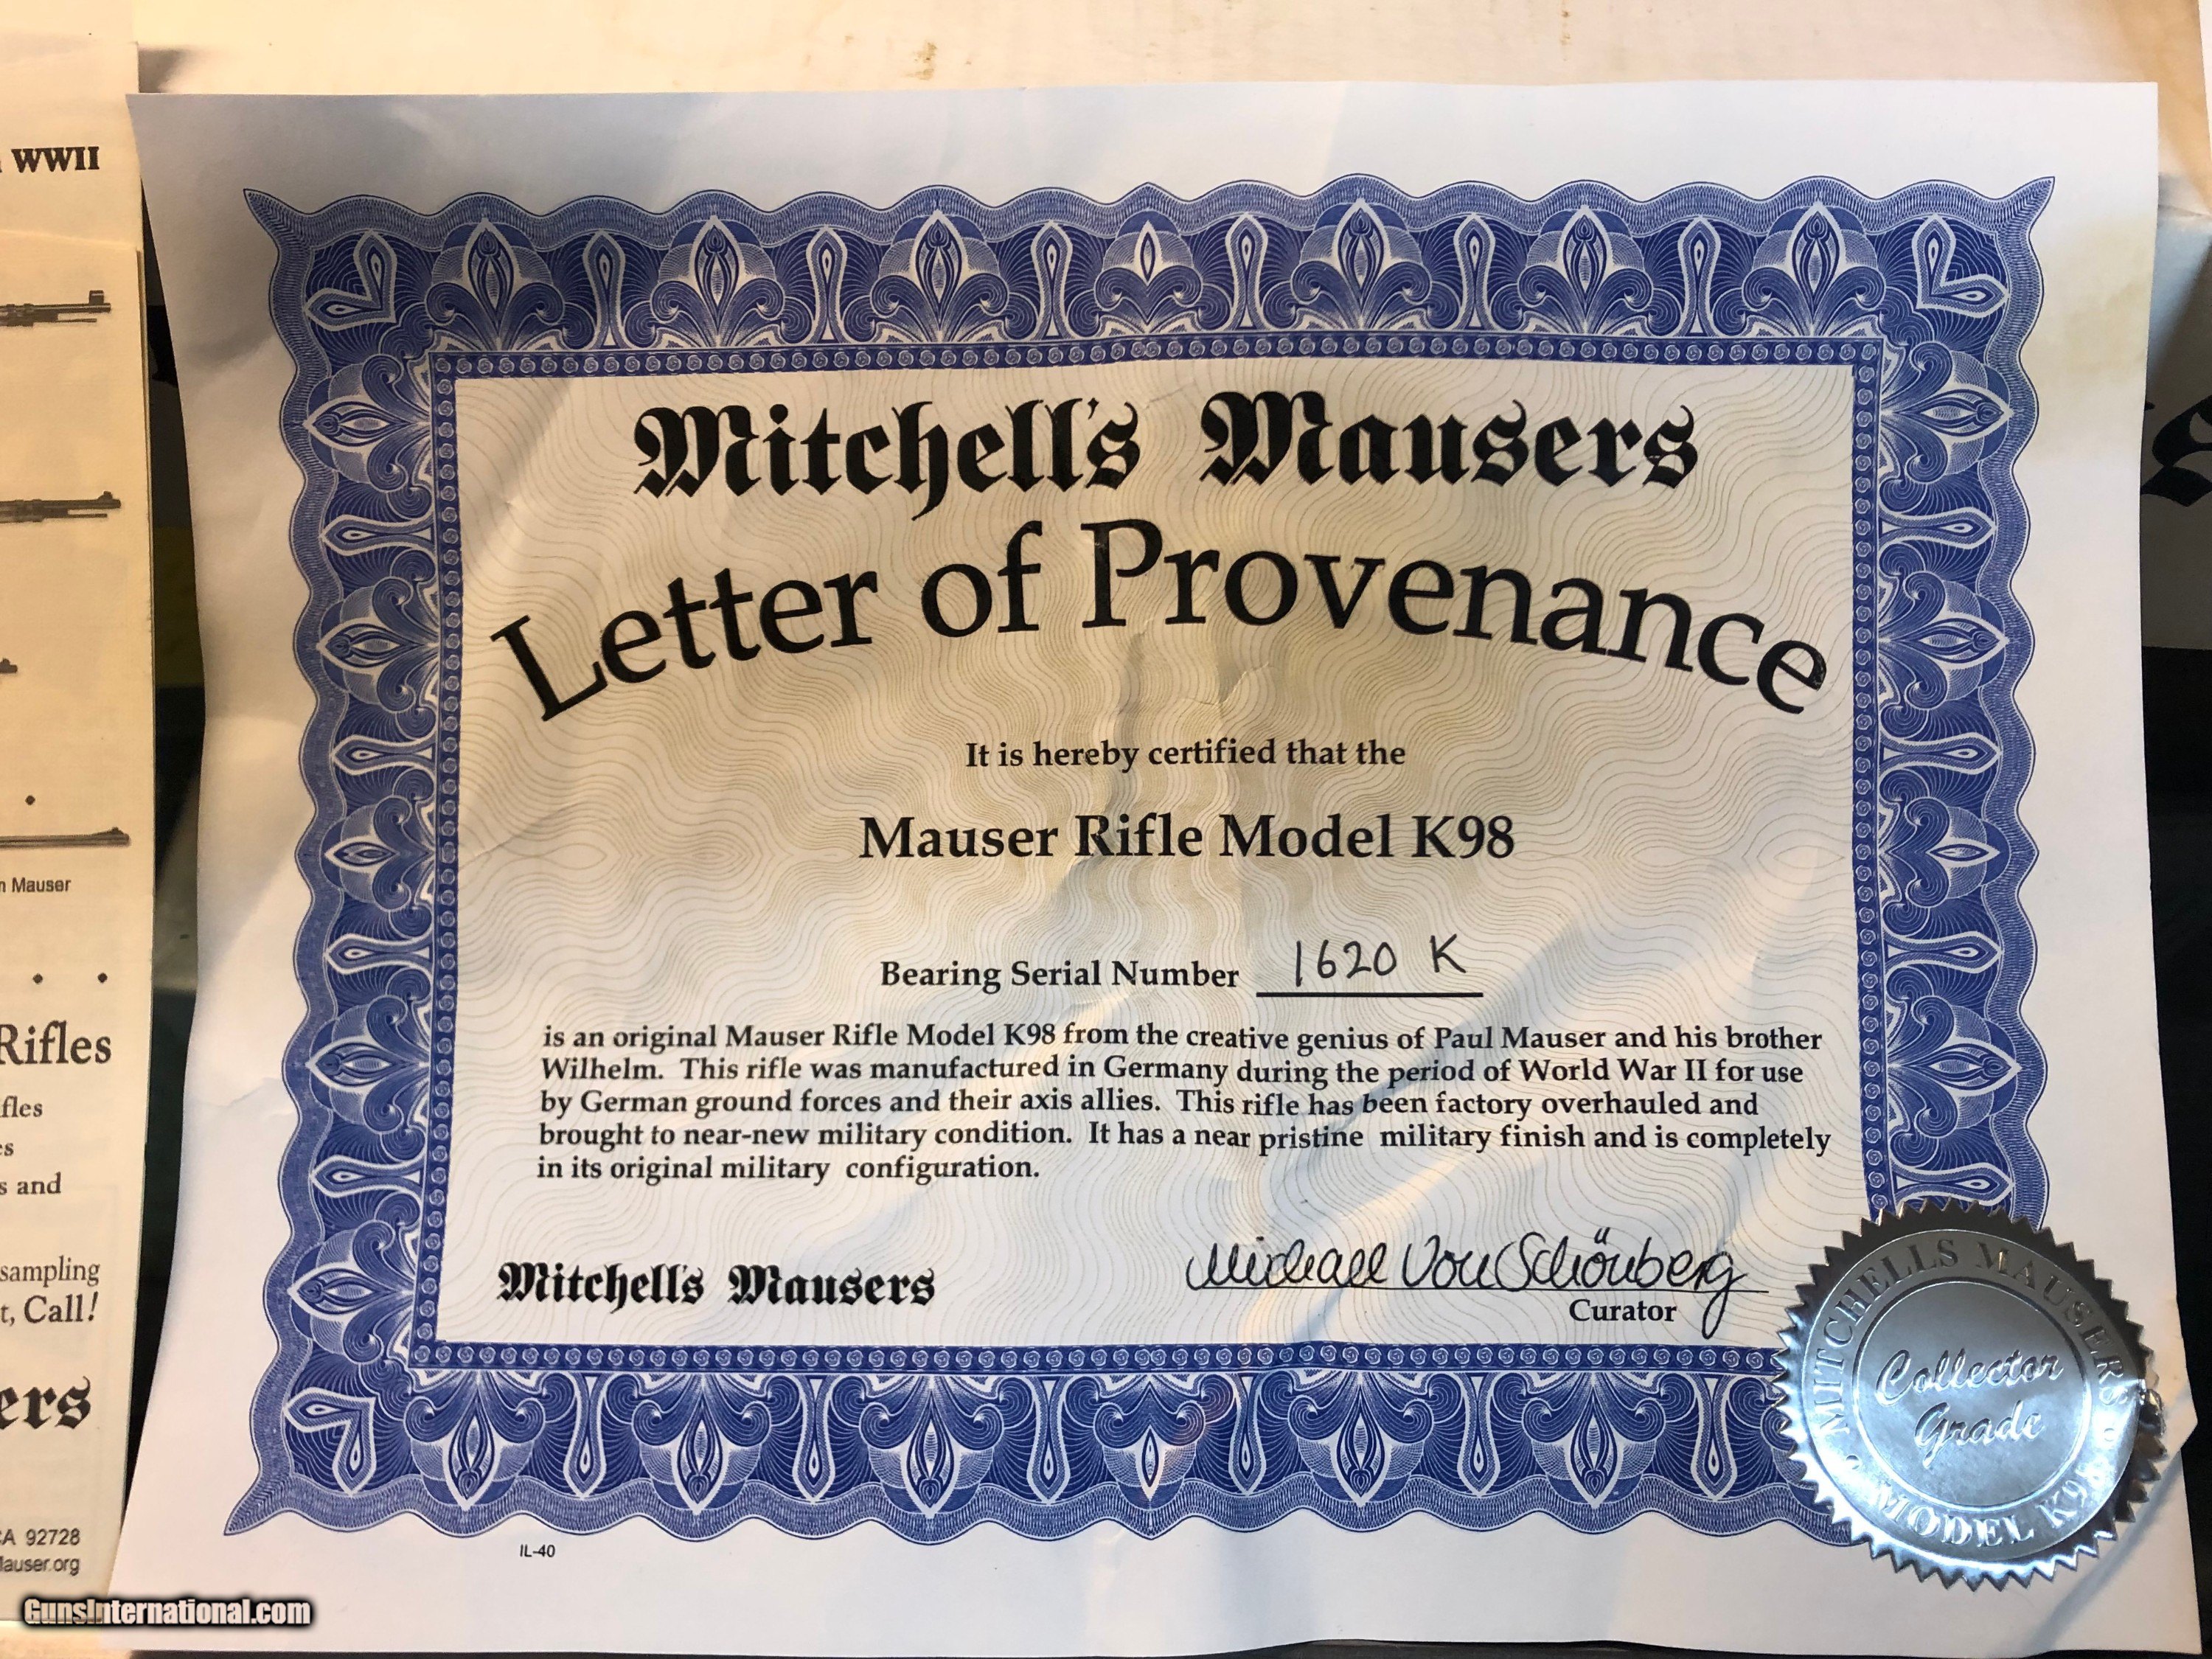 WWII
Mauser
Rifles
fles
s and
sampling
t, Call!
ers
CA 92728
Mauser.org
Mitchell's Mausers
Letter of Provenance
It is hereby certified that the
Mauser Rifle Model K98
Bearing Serial Number 1620 K
is an original Mauser Rifle Model K98 from the creative genius of Paul Mauser and his brother
Wilhelm. This rifle was manufactured in Germany during the period of World War II for use
by German ground forces and their axis allies. This rifle has been factory overhauled and
brought to near-new military condition. It has a near pristine military finish and is completely
in its original military configuration.
Mitchell's Mausers
Michael Von Schönberg
Curator
MITCHELLS MAUSERS
Collector
Grade
MODEL K98
IL-40
GunsInternational.com